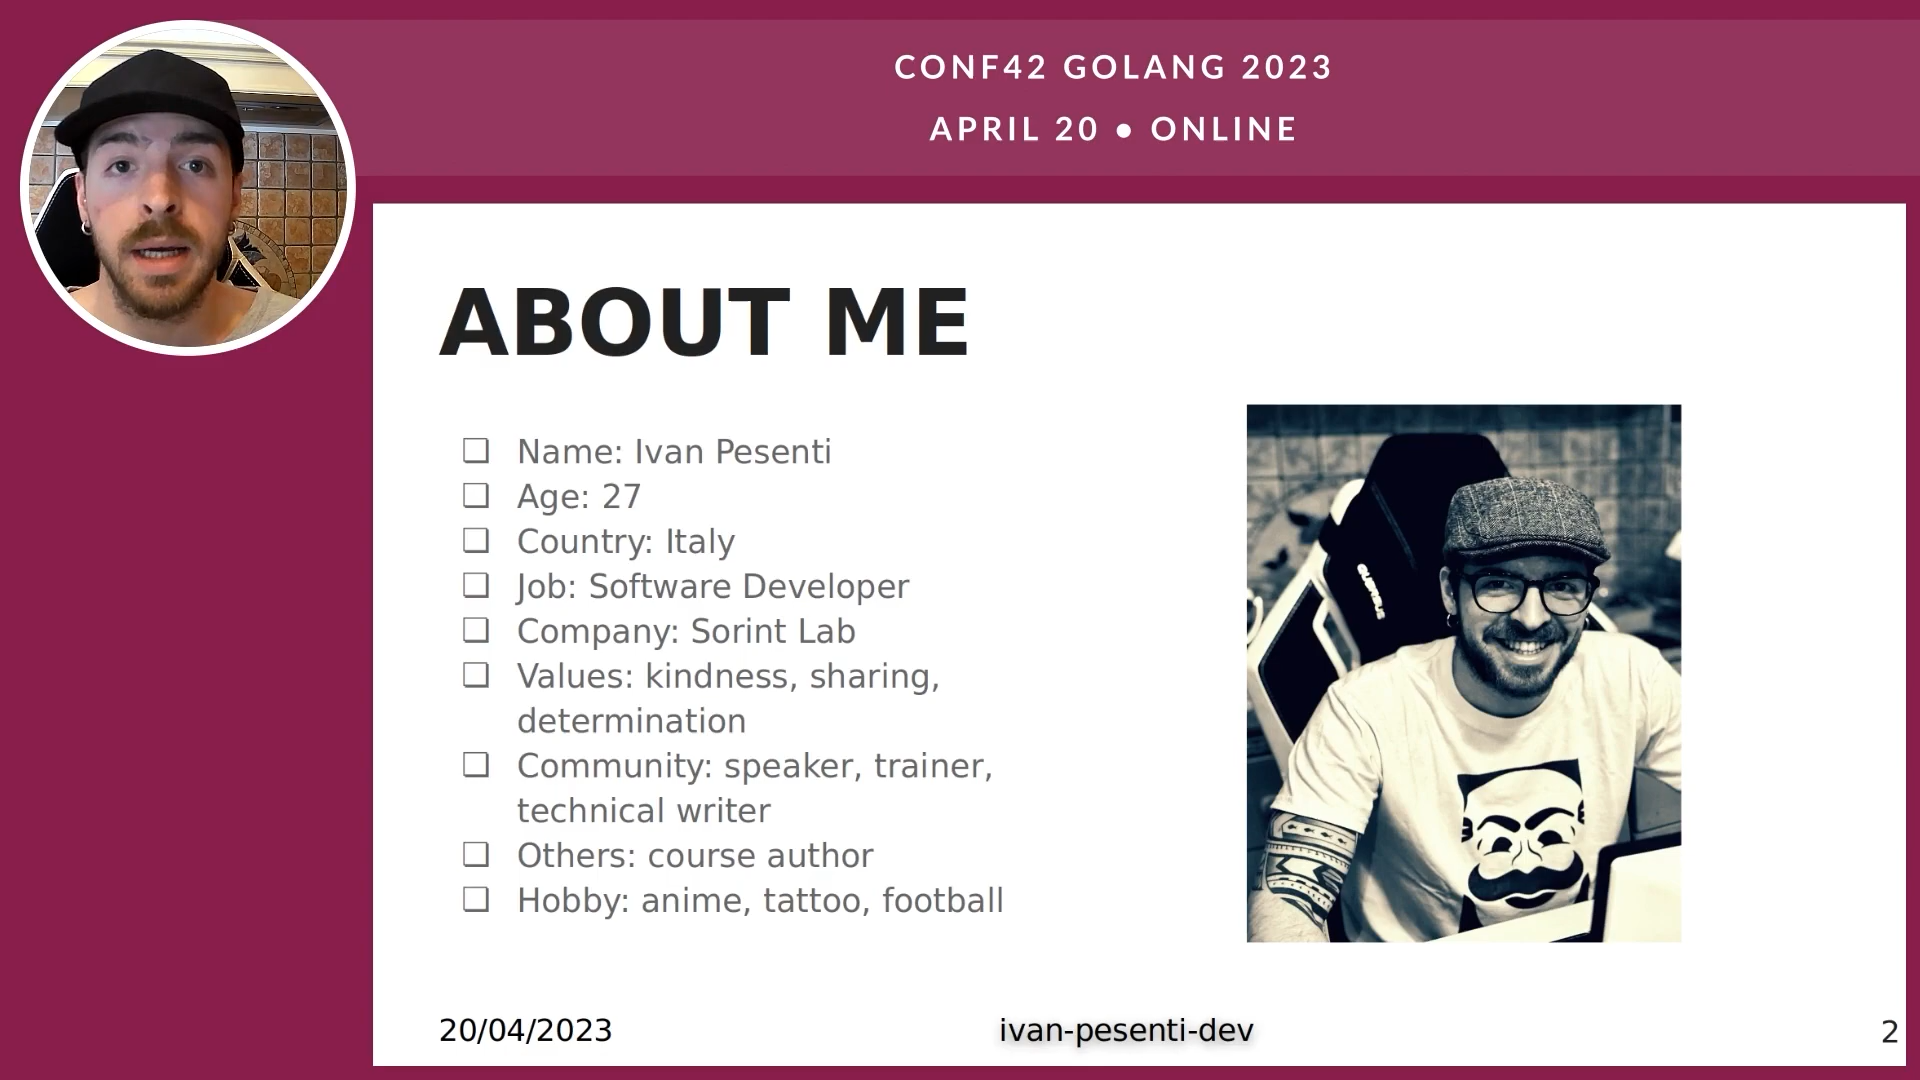 CONF42 GOLANG 2023
APRIL 20 ● ONLINE
ABOUT ME
❑ Name: Ivan Pesenti
❑ Age: 27
❑ Country: Italy
❑ Job: Software Developer
❑ Company: Sorint Lab
❑ Values: kindness, sharing,
determination
❑ Community: speaker, trainer,
technical writer
❑ Others: course author
❑ Hobby: anime, tattoo, football
20/04/2023
ivan-pesenti-dev
2